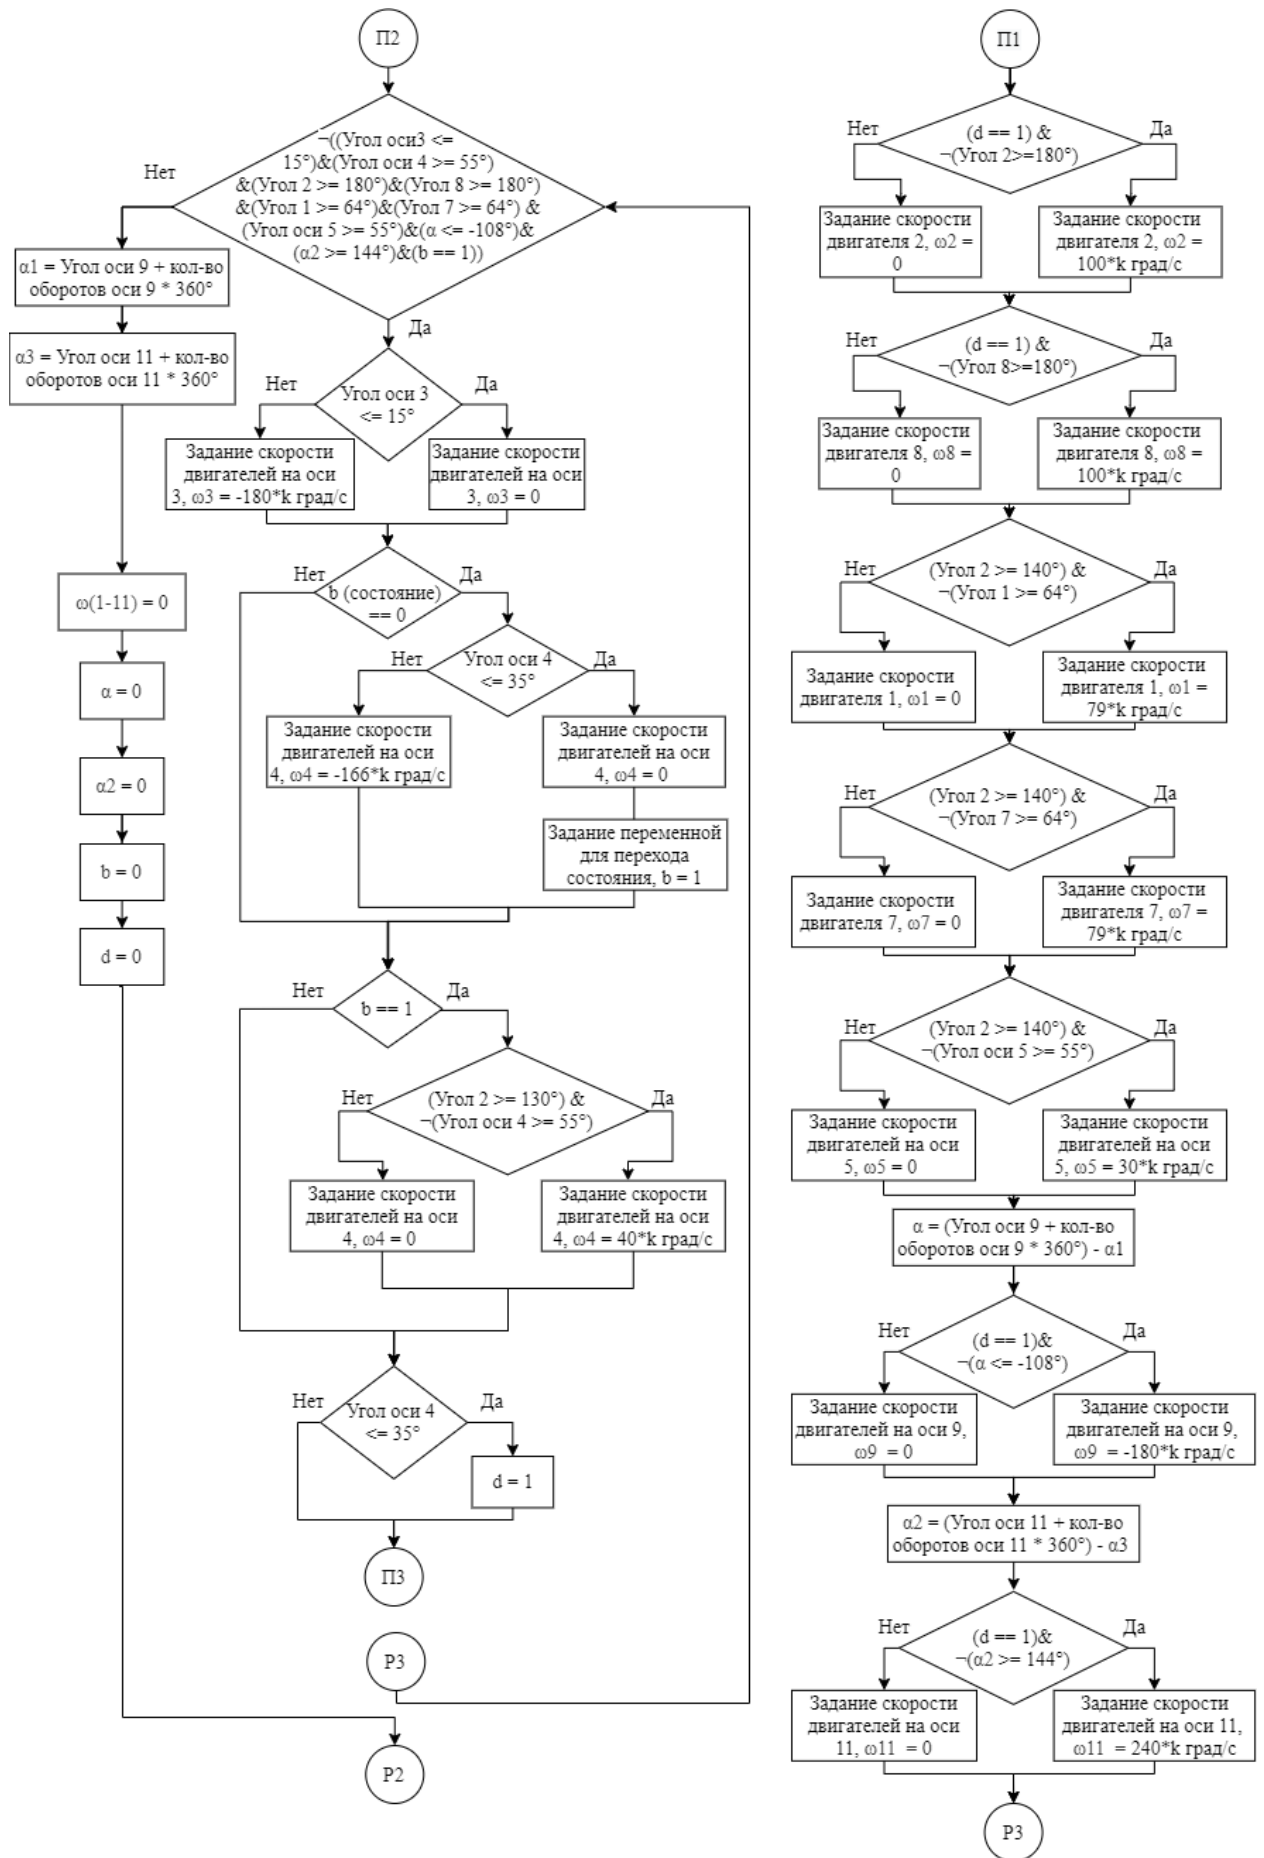 П2
¬((Угол оси3 <=
15°)&(Угол оси 4 >= 55°)
&(Угол 2 >= 180°)&(Угол 8 >= 180°)
&(Угол 1 >= 64°)&(Угол 7 >= 64°) &
(Угол оси 5 >= 55°)&(α <= -108°)&
(α2 >= 144°)&(b == 1))
Нет
Да
α1 = Угол оси 9 + кол-во
оборотов оси 9 * 360°
α3 = Угол оси 11 + кол-во
оборотов оси 11 * 360°
ω(1-11) = 0
α = 0
α2 = 0
b = 0
d = 0
Угол оси 3
<= 15°
Нет
Да
Задание скорости
двигателей на оси
3, ω3 = -180*k град/с
Задание скорости
двигателей на оси
3, ω3 = 0
Нет
Да
b (состояние)
== 0
Нет
Да
Угол оси 4
<= 35°
Задание скорости
двигателей на оси
4, ω4 = -166*k град/с
Задание скорости
двигателей на оси
4, ω4 = 0
Задание переменной
для перехода
состояния, b = 1
Нет
Да
b == 1
Нет
Да
(Угол 2 >= 130°) &
¬(Угол оси 4 >= 55°)
Задание скорости
двигателей на оси
4, ω4 = 0
Задание скорости
двигателей на оси
4, ω4 = 40*k град/с
Нет
Да
Угол оси 4
<= 35°
d = 1
П3
Р3
Р2
П1
Нет
Да
(d == 1) &
¬(Угол 2>=180°)
Задание скорости
двигателя 2, ω2 =
0
Задание скорости
двигателя 2, ω2 =
100*k град/с
Нет
Да
(d == 1) &
¬(Угол 8>=180°)
Задание скорости
двигателя 8, ω8 =
0
Задание скорости
двигателя 8, ω8 =
100*k град/с
Нет
Да
(Угол 2 >= 140°) &
¬(Угол 1 >= 64°)
Задание скорости
двигателя 1, ω1 = 0
Задание скорости
двигателя 1, ω1 =
79*k град/с
Нет
Да
(Угол 2 >= 140°) &
¬(Угол 7 >= 64°)
Задание скорости
двигателя 7, ω7 = 0
Задание скорости
двигателя 7, ω7 =
79*k град/с
Нет
Да
(Угол 2 >= 140°) &
¬(Угол оси 5 >= 55°)
Задание скорости
двигателей на оси
5, ω5 = 0
Задание скорости
двигателей на оси
5, ω5 = 30*k град/с
α = (Угол оси 9 + кол-во
оборотов оси 9 * 360°) - α1
Нет
Да
(d == 1)&
¬(α <= -108°)
Задание скорости
двигателей на оси 9,
ω9 = 0
Задание скорости
двигателей на оси 9,
ω9 = -180*k град/с
α2 = (Угол оси 11 + кол-во
оборотов оси 11 * 360°) - α3
Нет
Да
(d == 1)&
¬(α2 >= 144°)
Задание скорости
двигателей на оси
11, ω11 = 0
Задание скорости
двигателей на оси 11,
ω11 = 240*k град/с
Р3